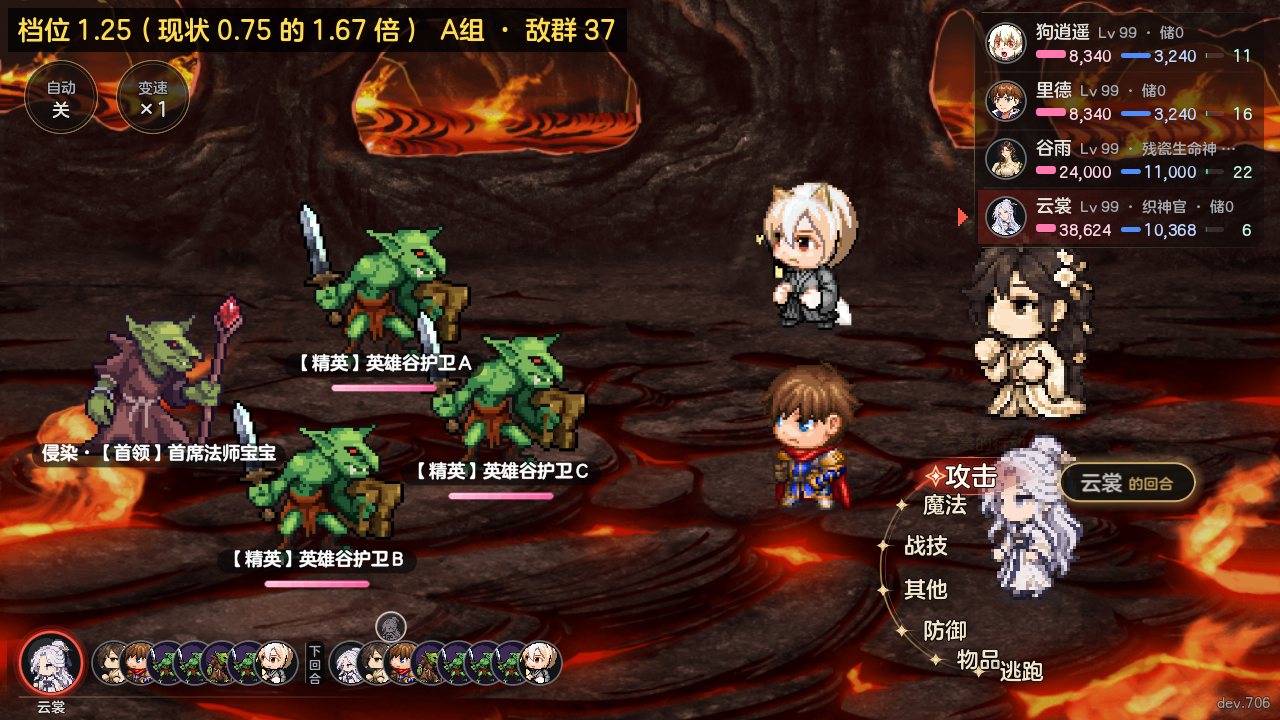 档位 1.25 ( 现状 0.75 的 1.67 倍 ) A组 · 敌群 37
自动
关
变速
×1
狗逍遥 Lv 99 · 储0
8,340 3,240 11
里德 Lv 99 · 储0
8,340 3,240 16
谷雨 Lv 99 · 残瓷生命神 ···
24,000 11,000 22
云裳 Lv 99 · 织神官 · 储0
38,624 10,368 6
【精英】英雄谷护卫A
侵染·【首领】首席法师宝宝
【精英】英雄谷护卫C
【精英】英雄谷护卫B
攻击
魔法
战技
其他
防御
物品
逃跑
云裳 的回合
下回合
云裳
dev.706